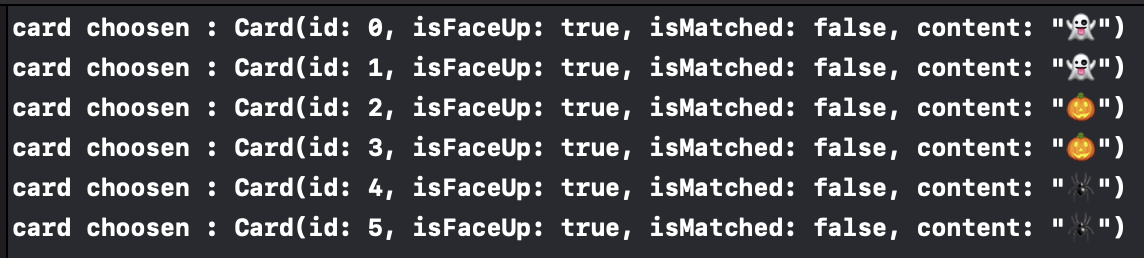 card choosen : Card(id: 0, isFaceUp: true, isMatched: false, content: "👻")
card choosen : Card(id: 1, isFaceUp: true, isMatched: false, content: "👻")
card choosen : Card(id: 2, isFaceUp: true, isMatched: false, content: "🎃")
card choosen : Card(id: 3, isFaceUp: true, isMatched: false, content: "🎃")
card choosen : Card(id: 4, isFaceUp: true, isMatched: false, content: "🕷")
card choosen : Card(id: 5, isFaceUp: true, isMatched: false, content: "🕷")